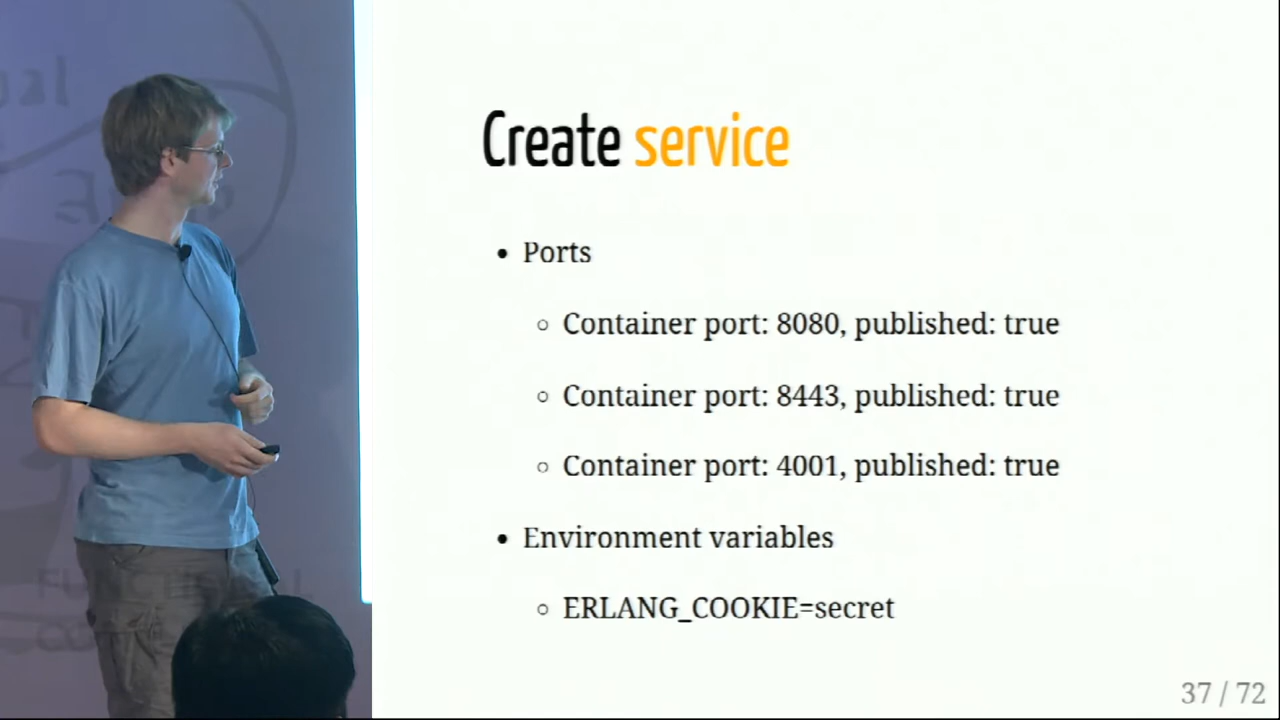 Create service
• Ports
◦ Container port: 8080, published: true
◦ Container port: 8443, published: true
◦ Container port: 4001, published: true
• Environment variables
◦ ERLANG_COOKIE=secret
37 / 72